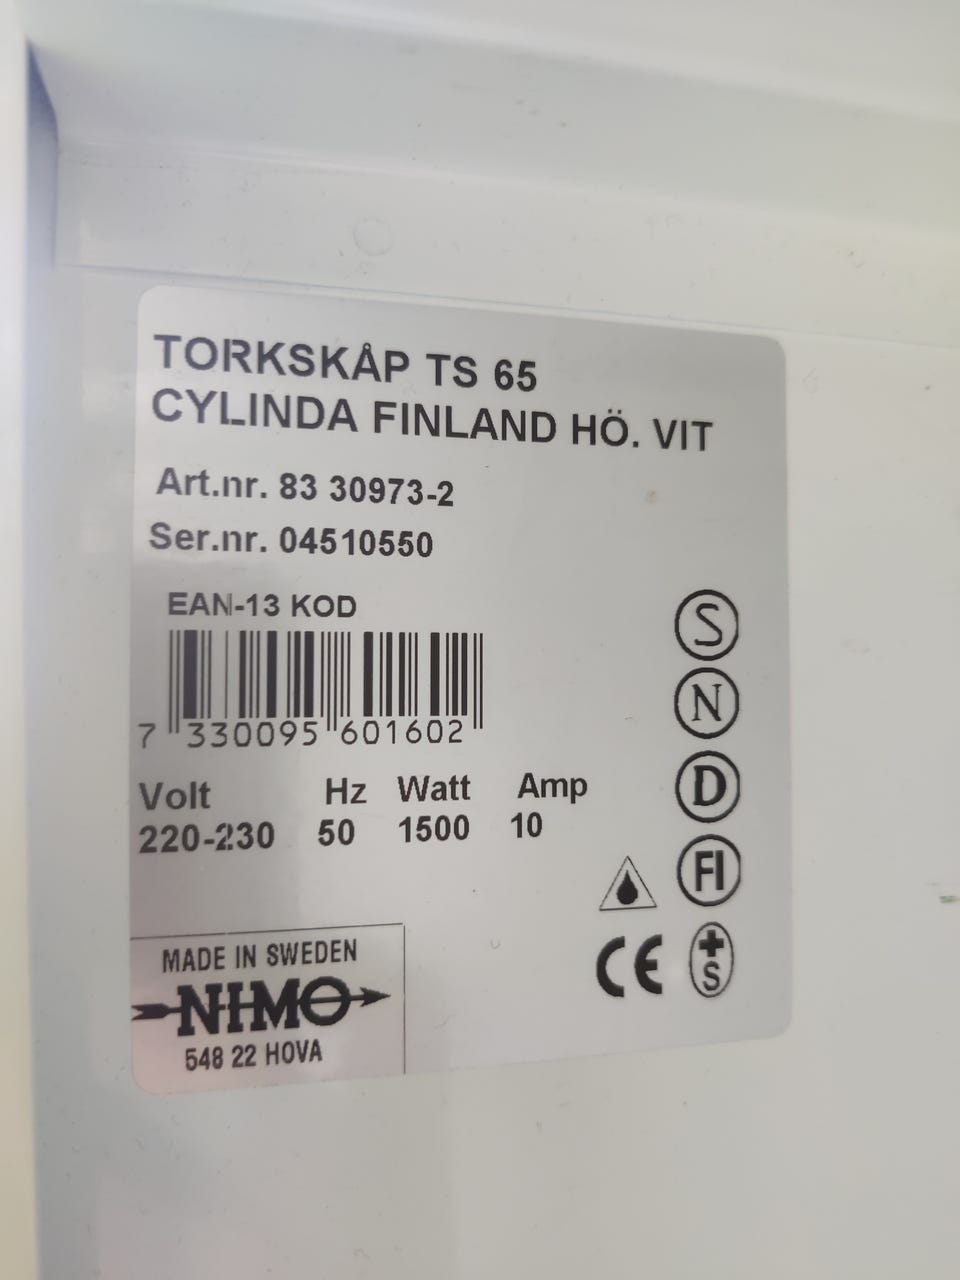 TORKSKÅP TS 65
CYLINDA FINLAND HÖ. VIT
Art.nr. 83 30973-2
Ser.nr. 04510550
EAN-13 KOD
7 330095 601602
Volt Hz Watt Amp
220-230 50 1500 10
S
N
D
FI
CE
+S
MADE IN SWEDEN
NIMO
548 22 HOVA